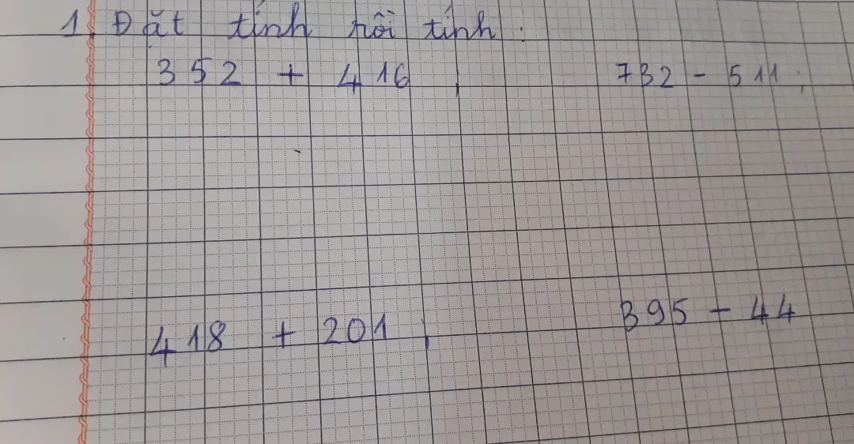 1. Đặt tính rồi tính:
352 + 416; 732 - 511;
418 + 201; 395 - 44